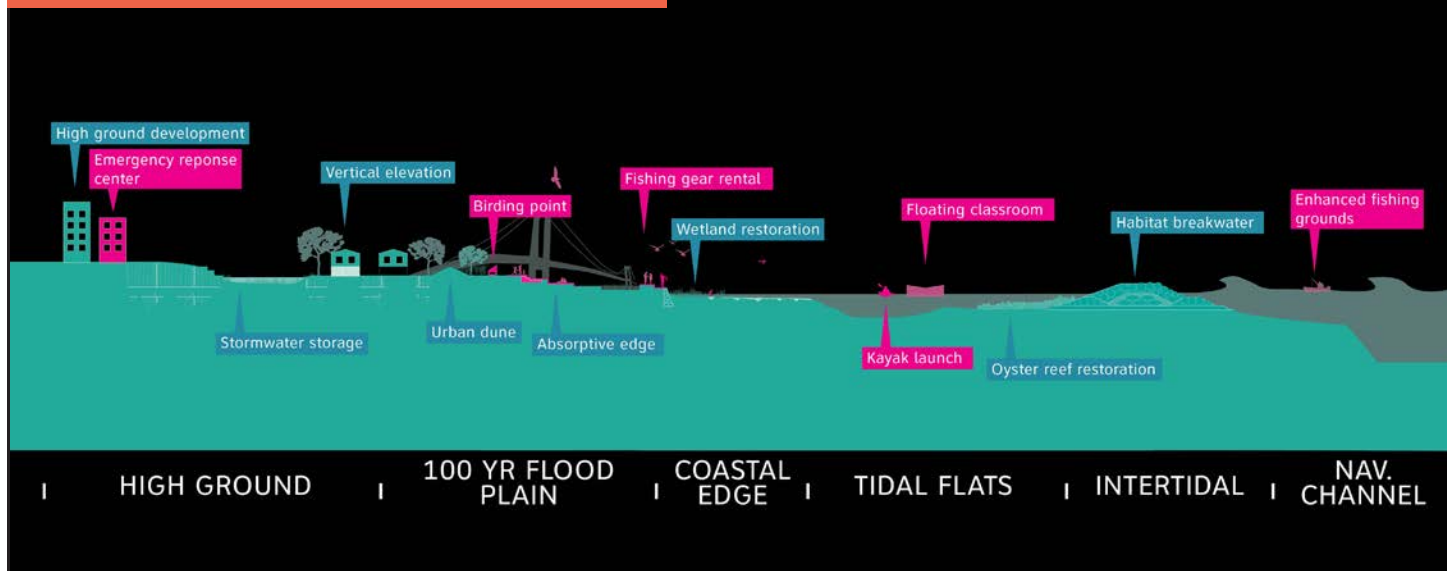 High ground development
Emergency reponse
center
Vertical elevation
Birding point
Fishing gear rental
Wetland restoration
Floating classroom
Habitat breakwater
Enhanced fishing
grounds
Stormwater storage
Urban dune
Absorptive edge
Kayak launch
Oyster reef restoration
HIGH GROUND
100 YR FLOOD
PLAIN
COASTAL
EDGE
TIDAL FLATS
INTERTIDAL
NAV.
CHANNEL